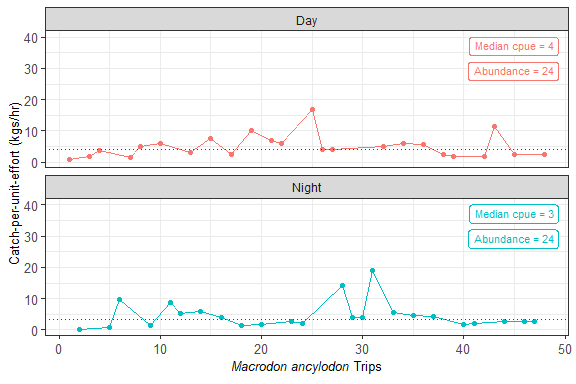 Day
40
30
20
10
0
Median cpue = 4
Abundance = 24
Catch-per-unit-effort (kgs/hr)
Night
40
30
20
10
0
Median cpue = 3
Abundance = 24
0 10 20 30 40 50
Macrodon ancylodon Trips